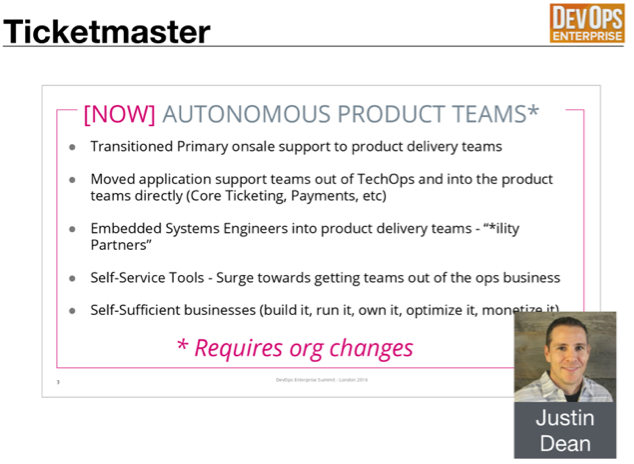 Ticketmaster
DEVOPS
ENTERPRISE
[NOW] AUTONOMOUS PRODUCT TEAMS*
● Transitioned Primary onsale support to product delivery teams
● Moved application support teams out of TechOps and into the product
teams directly (Core Ticketing, Payments, etc)
● Embedded Systems Engineers into product delivery teams - “*ility
Partners”
● Self-Service Tools - Surge towards getting teams out of the ops business
● Self-Sufficient businesses (build it, run it, own it, optimize it, monetize it)
* Requires org changes
3
DevOps Enterprise Summit - London 2016
Justin
Dean